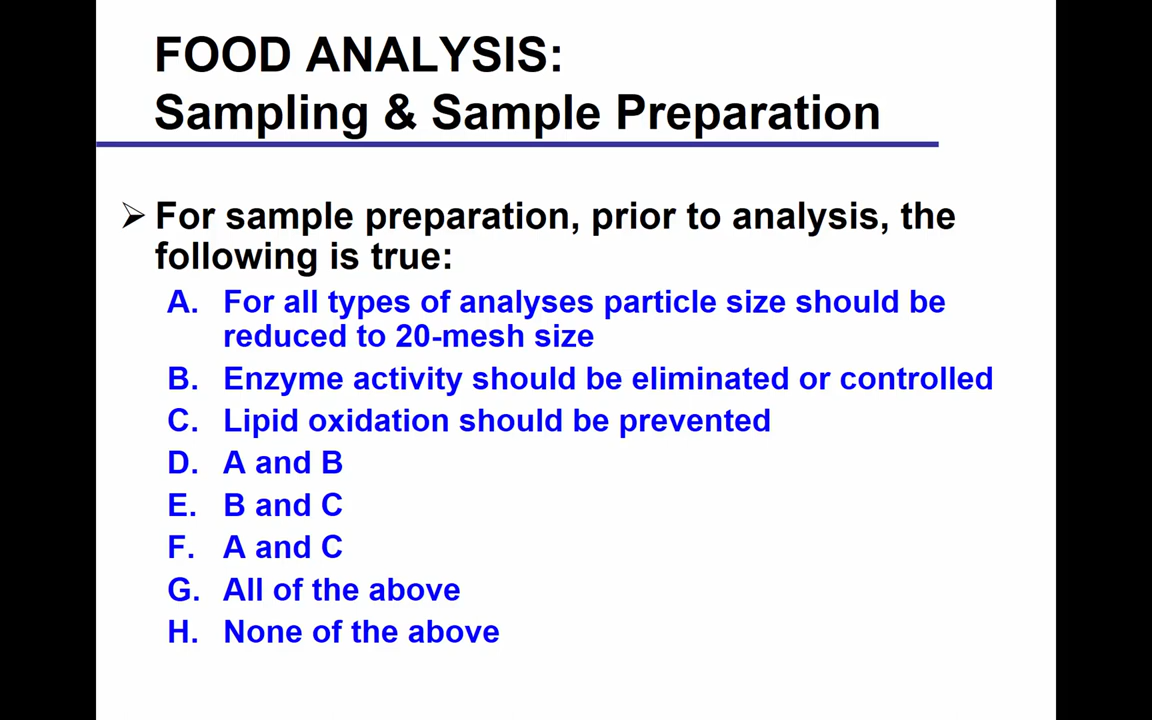 FOOD ANALYSIS:
Sampling & Sample Preparation
➢ For sample preparation, prior to analysis, the
following is true:
A. For all types of analyses particle size should be
reduced to 20-mesh size
B. Enzyme activity should be eliminated or controlled
C. Lipid oxidation should be prevented
D. A and B
E. B and C
F. A and C
G. All of the above
H. None of the above